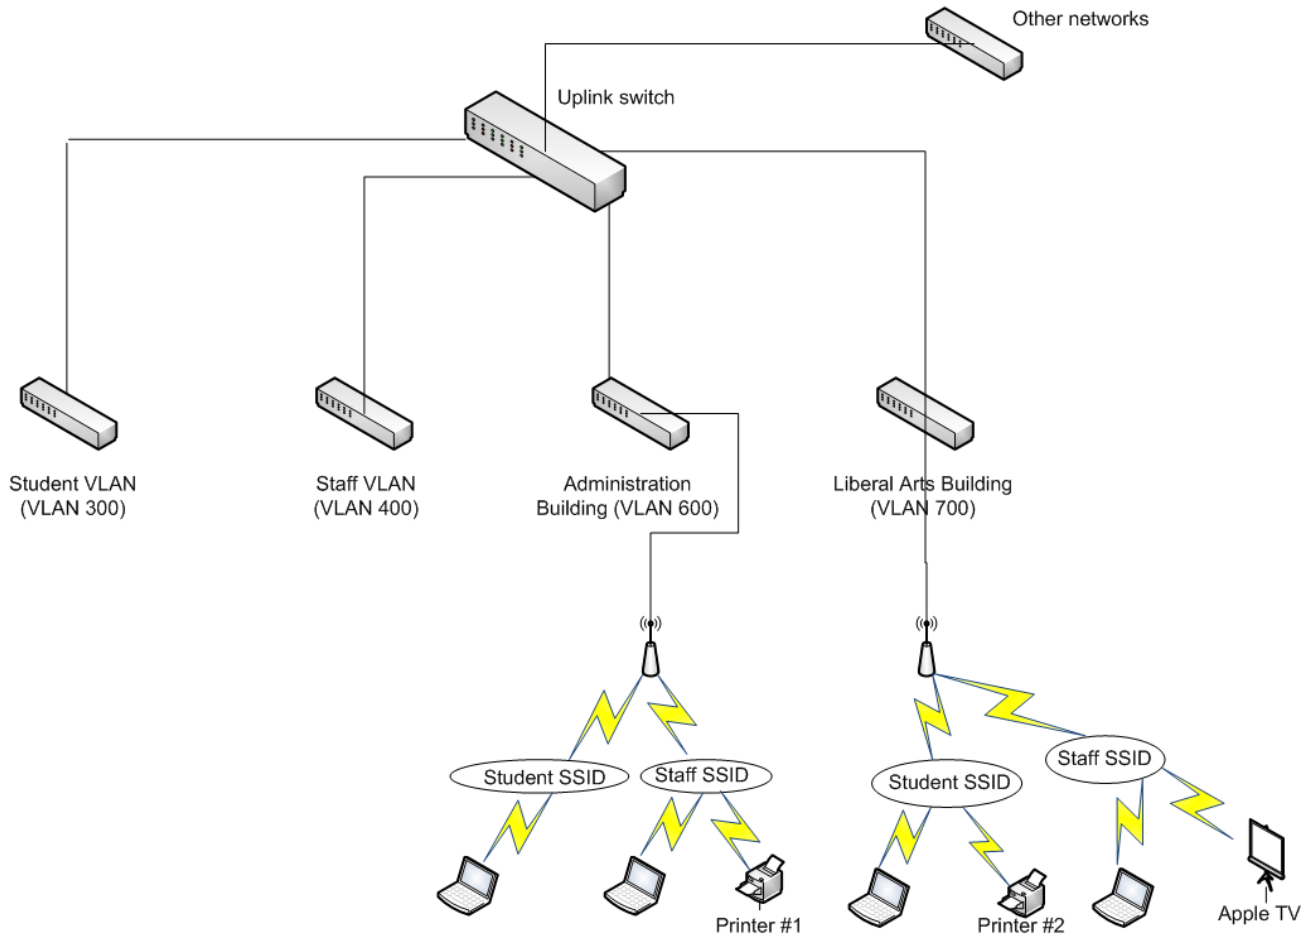 Other networks
Uplink switch
Student VLAN
(VLAN 300)
Staff VLAN
(VLAN 400)
Administration
Building (VLAN 600)
Liberal Arts Building
(VLAN 700)
Student SSID
Staff SSID
Student SSID
Staff SSID
Printer #1
Printer #2
Apple TV